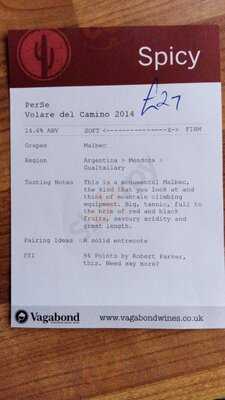 Spicy
PerSe
Volare del Camino 2014
£27
14.4% ABV SOFT <---------------x-> FIRM
Grapes Malbec
Region Argentina > Mendoza >
Gualtallary
Tasting Notes This is a monumental Malbec,
the kind that you look at and
think of mountain climbing
equipment. Big, tannic, full to
the brim of red and black
fruits, savoury acidity and
great length.
Pairing Ideas A solid entrecote
FYI 94 Points by Robert Parker,
this. Need say more?
Vagabond
www.vagabondwines.co.uk